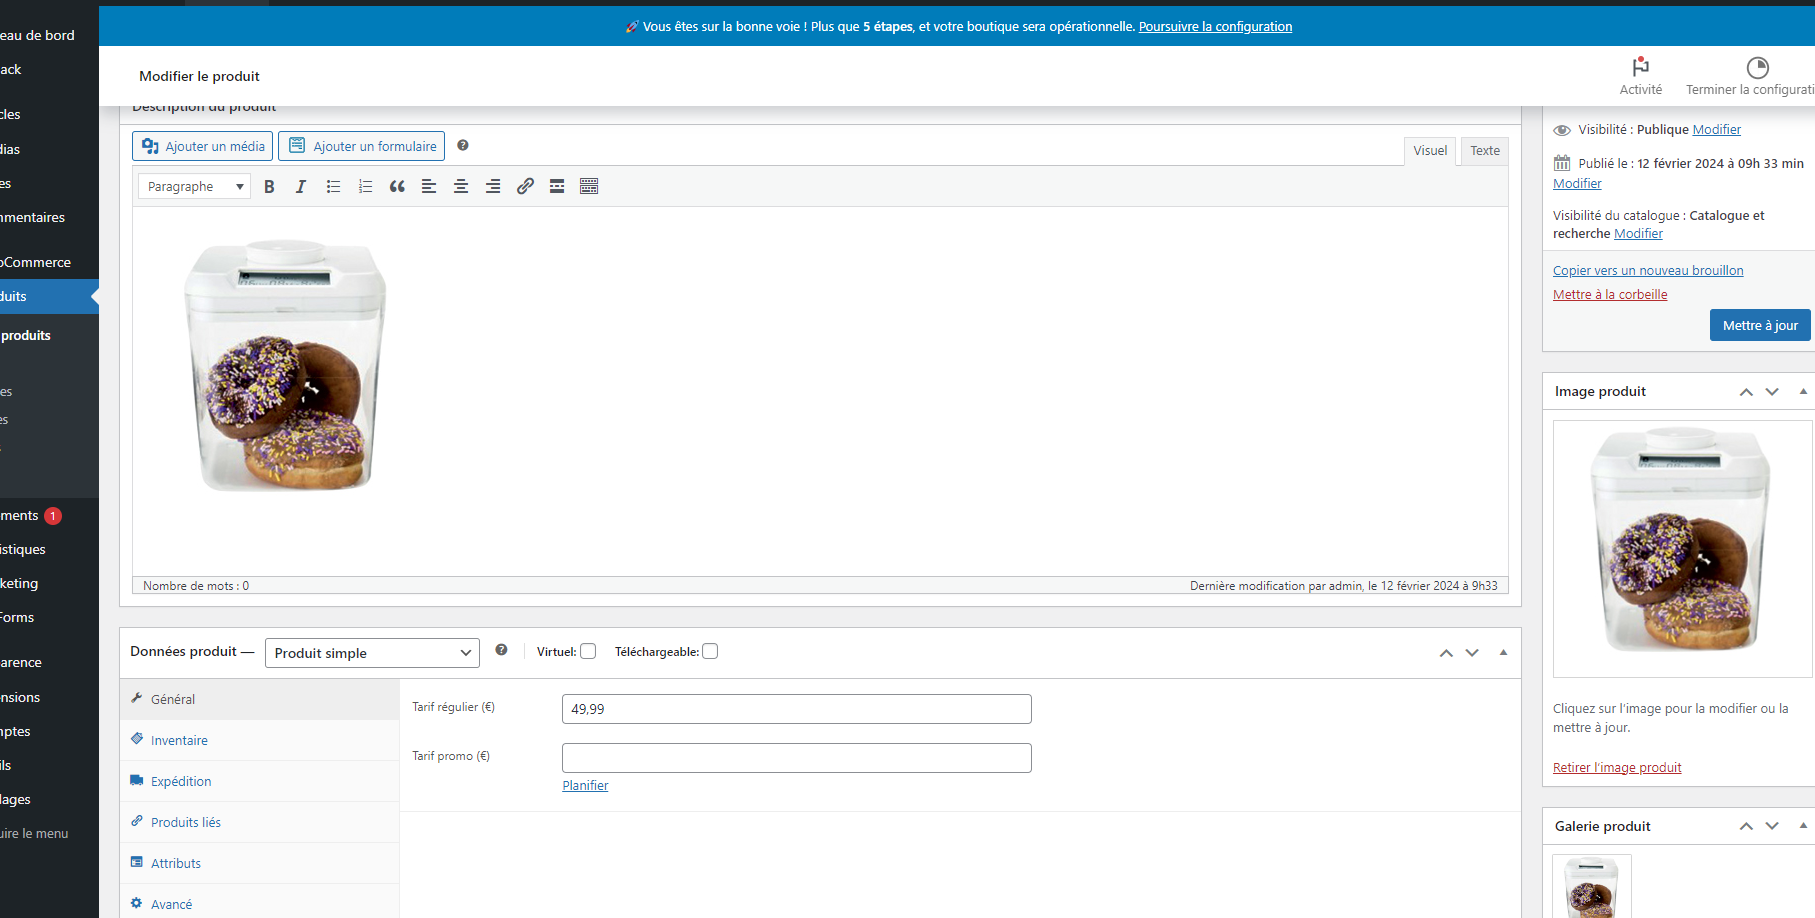 🚀 Vous êtes sur la bonne voie ! Plus que 5 étapes, et votre boutique sera opérationnelle. Poursuivre la configuration
eau de bord
ack
cles
dias
es
mmentaires
oCommerce
duits
produits
es
es
ments 1
istiques
keting
Forms
arence
nsions
nptes
ils
lages
uire le menu
Modifier le produit
Activité
Terminer la configurati
Description du produit
Ajouter un média
Ajouter un formulaire
Visuel
Texte
Paragraphe
Nombre de mots : 0
Dernière modification par admin, le 12 février 2024 à 9h33
Données produit —
Produit simple
Virtuel:
Téléchargeable:
Général
Inventaire
Expédition
Produits liés
Attributs
Avancé
Tarif régulier (€)
49,99
Tarif promo (€)
Planifier
Visibilité : Publique Modifier
Publié le : 12 février 2024 à 09h 33 min
Modifier
Visibilité du catalogue : Catalogue et
recherche Modifier
Copier vers un nouveau brouillon
Mettre à la corbeille
Mettre à jour
Image produit
Cliquez sur l'image pour la modifier ou la
mettre à jour.
Retirer l'image produit
Galerie produit